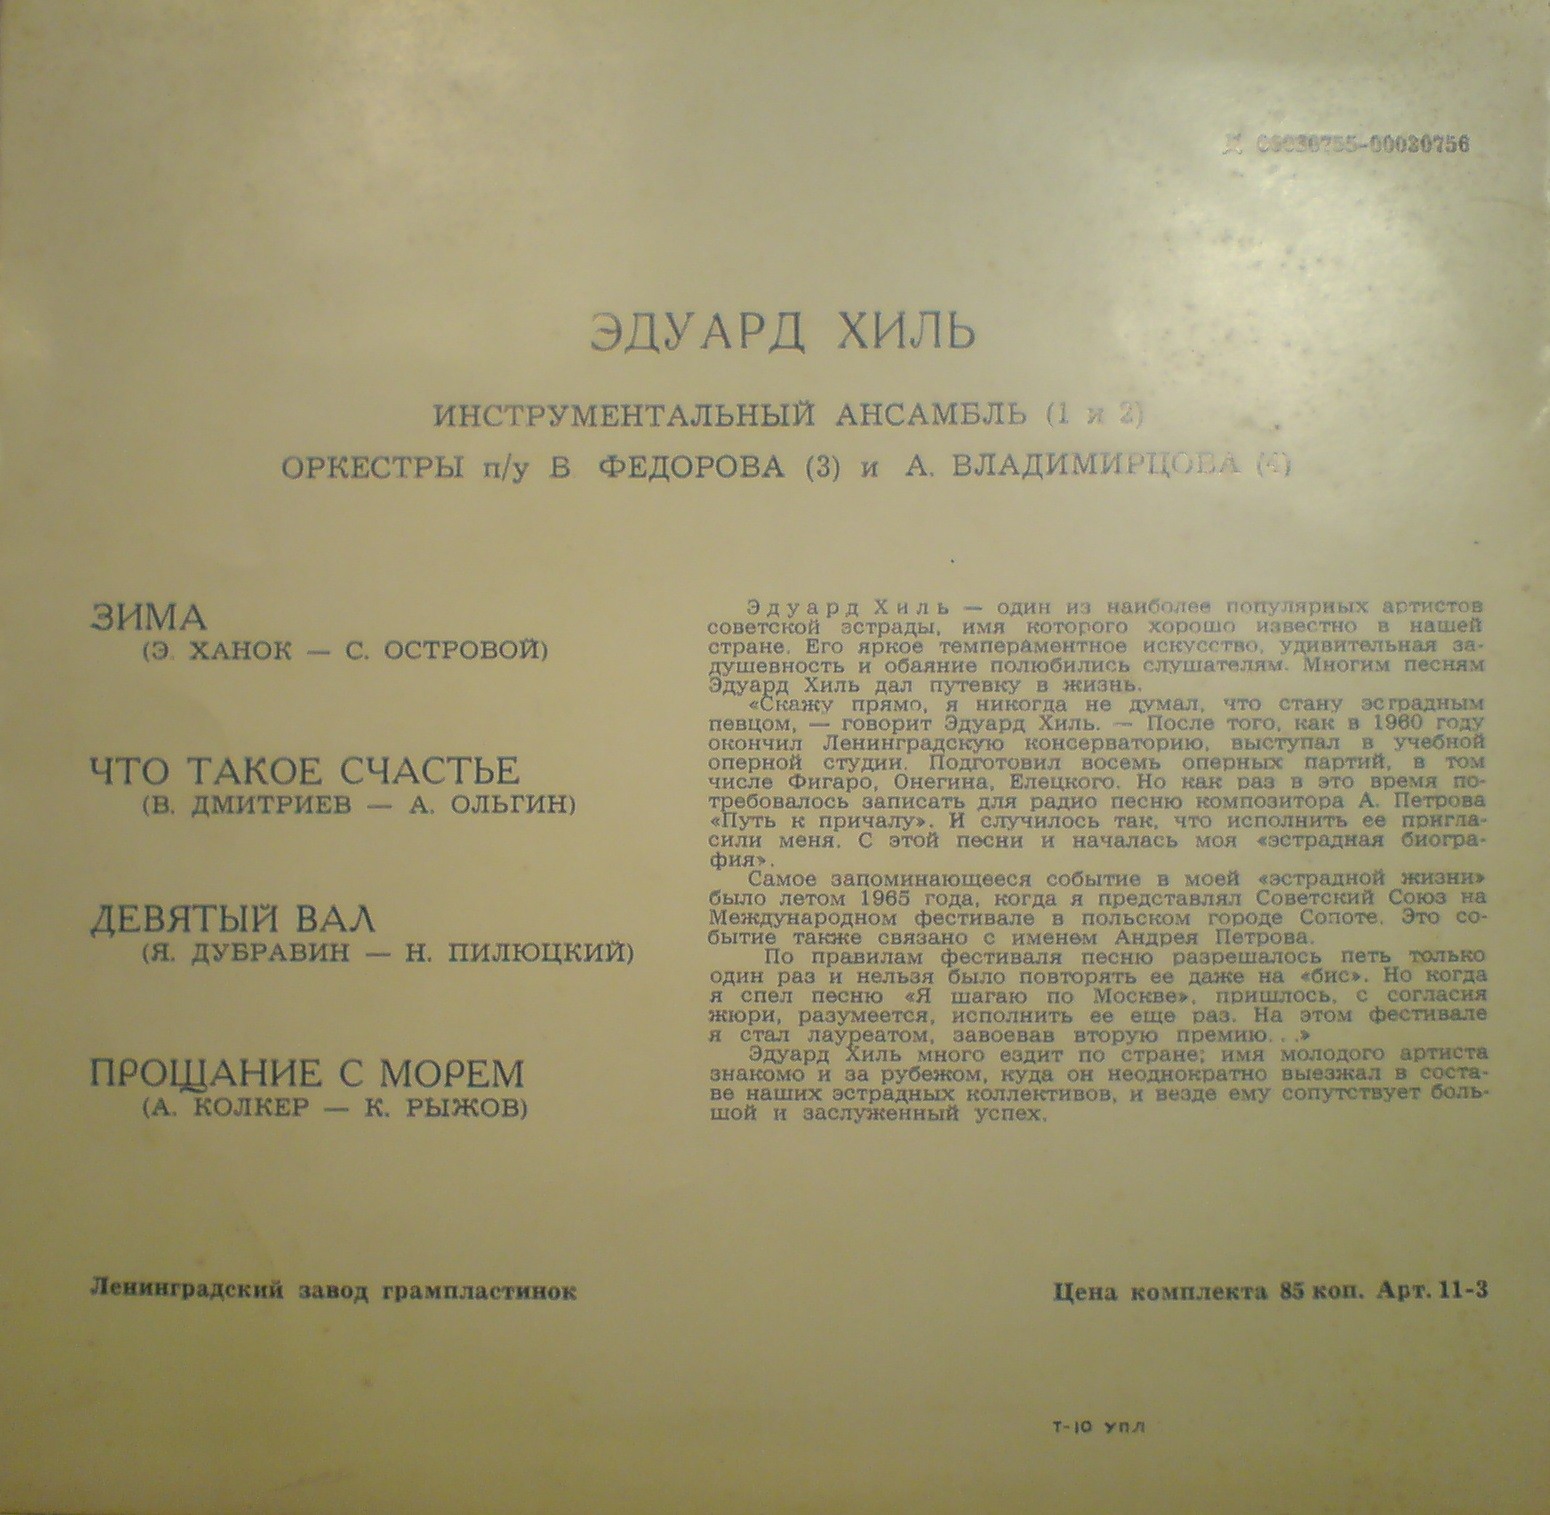 Д 00030755-00030756
ЭДУАРД ХИЛЬ
ИНСТРУМЕНТАЛЬНЫЙ АНСАМБЛЬ (1 и 2)
ОРКЕСТРЫ п/у В ФЕДОРОВА (3) и А. ВЛАДИМИРЦОВА (4)
ЗИМА
(Э. ХАНОК — С. ОСТРОВОЙ)
ЧТО ТАКОЕ СЧАСТЬЕ
(В. ДМИТРИЕВ — А. ОЛЬГИН)
ДЕВЯТЫЙ ВАЛ
(Я. ДУБРАВИН — Н. ПИЛЮЦКИЙ)
ПРОЩАНИЕ С МОРЕМ
(А. КОЛКЕР — К. РЫЖОВ)
Эдуард Хиль — один из наиболее популярных артистов
советской эстрады, имя которого хорошо известно в нашей
стране. Его яркое темпераментное искусство, удивительная за-
душевность и обаяние полюбились слушателям. Многим песням
Эдуард Хиль дал путевку в жизнь.
«Скажу прямо, я никогда не думал, что стану эстрадным
певцом, — говорит Эдуард Хиль. — После того, как в 1960 году
окончил Ленинградскую консерваторию, выступал в учебной
оперной студии. Подготовил восемь оперных партий, в том
числе Фигаро, Онегина, Елецкого. Но как раз в это время по-
требовалось записать для радио песню композитора А. Петрова
«Путь к причалу». И случилось так, что исполнить ее пригла-
сили меня. С этой песни и началась моя «эстрадная биогра-
фия».
Самое запоминающееся событие в моей «эстрадной жизни»
было летом 1965 года, когда я представлял Советский Союз на
Международном фестивале в польском городе Сопоте. Это со-
бытие также связано с именем Андрея Петрова.
По правилам фестиваля песню разрешалось петь только
один раз и нельзя было повторять ее даже на «бис». Но когда
я спел песню «Я шагаю по Москве», пришлось, с согласия
жюри, разумеется, исполнить ее еще раз. На этом фестивале
я стал лауреатом, завоевав вторую премию...»
Эдуард Хиль много ездит по стране; имя молодого артиста
знакомо и за рубежом, куда он неоднократно выезжал в соста-
ве наших эстрадных коллективов, и везде ему сопутствует боль-
шой и заслуженный успех.
Ленинградский завод грампластинок
Цена комплекта 85 коп. Арт. 11-3
Т-10 УПЛ